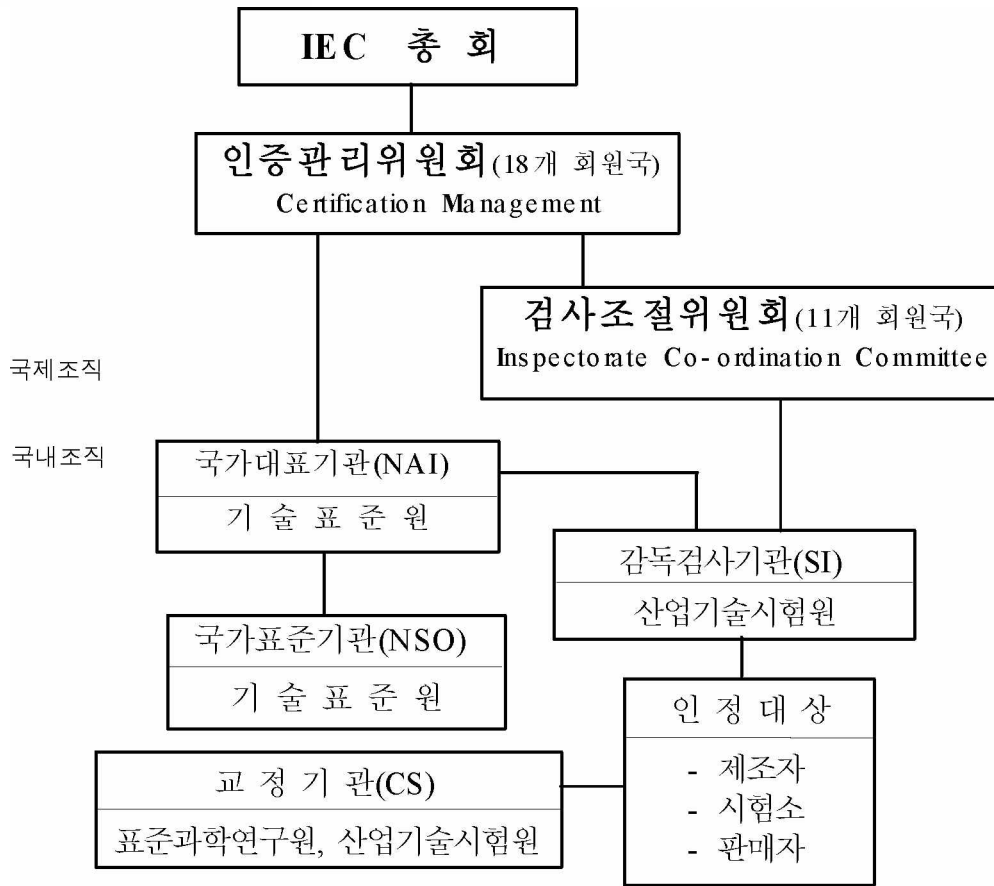 IEC 총 회
인증관리위원회(18개 회원국)
Certification Management
검사조절위원회(11개 회원국)
Inspectorate Co-ordination Committee
국제조직
국내조직
국가대표기관(NAI)
기 술 표 준 원
감독검사기관(SI)
산업기술시험원
국가표준기관(NSO)
기 술 표 준 원
인 정 대 상
- 제조자
- 시험소
- 판매자
교 정 기 관(CS)
표준과학연구원, 산업기술시험원